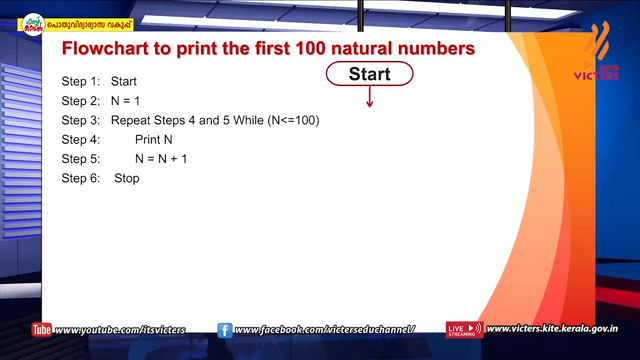 പൊതുവിദ്യാഭ്യാസ വകുപ്പ്
Flowchart to print the first 100 natural numbers
Start
VICTERS
Step 1: Start
Step 2: N = 1
Step 3: Repeat Steps 4 and 5 While (N<=100)
Step 4: Print N
Step 5: N = N + 1
Step 6: Stop
You Tube www.youtube.com/itsvicters
f www.facebook.com/victerseduchannel/
LIVE STREAMING www.victers.kite.kerala.gov.in